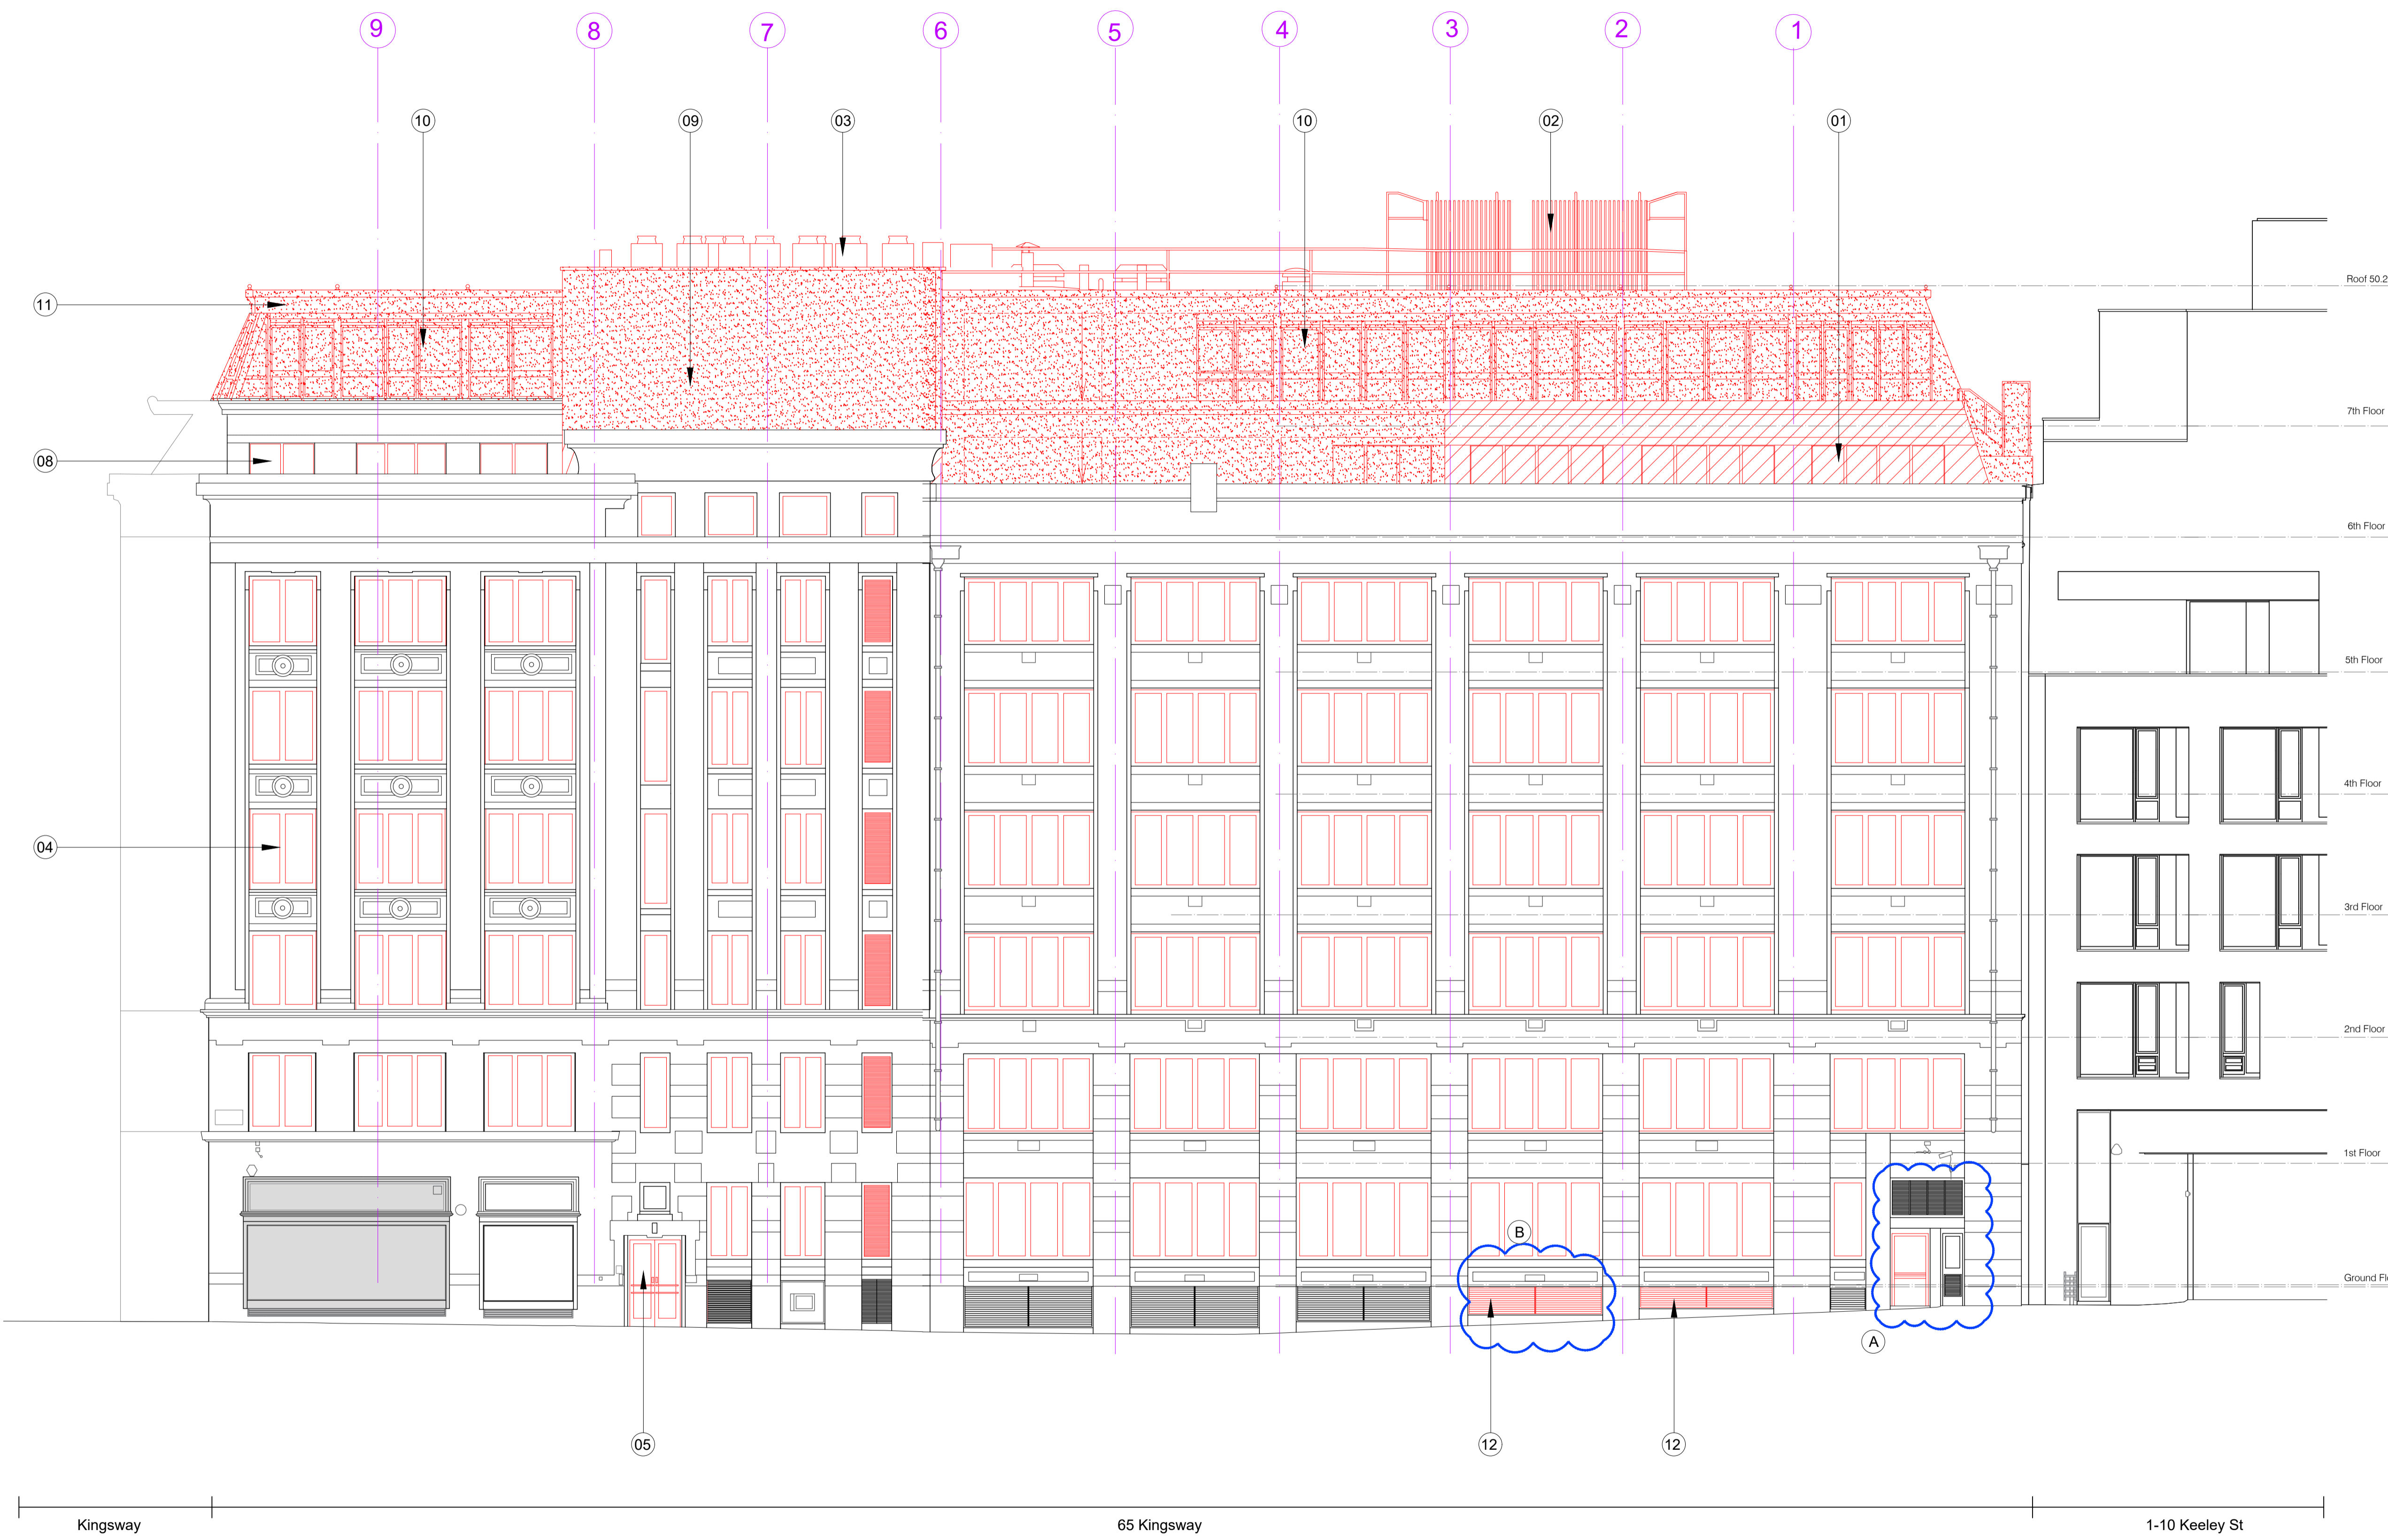 9 8 7 6 5 4 3 2 1
10 09 03 10 02 01
11
Roof 50.2
7th Floor
08
6th Floor
5th Floor
4th Floor
04
3rd Floor
2nd Floor
1st Floor
B
Ground Fl
A
05 12 12
Kingsway 65 Kingsway 1-10 Keeley St